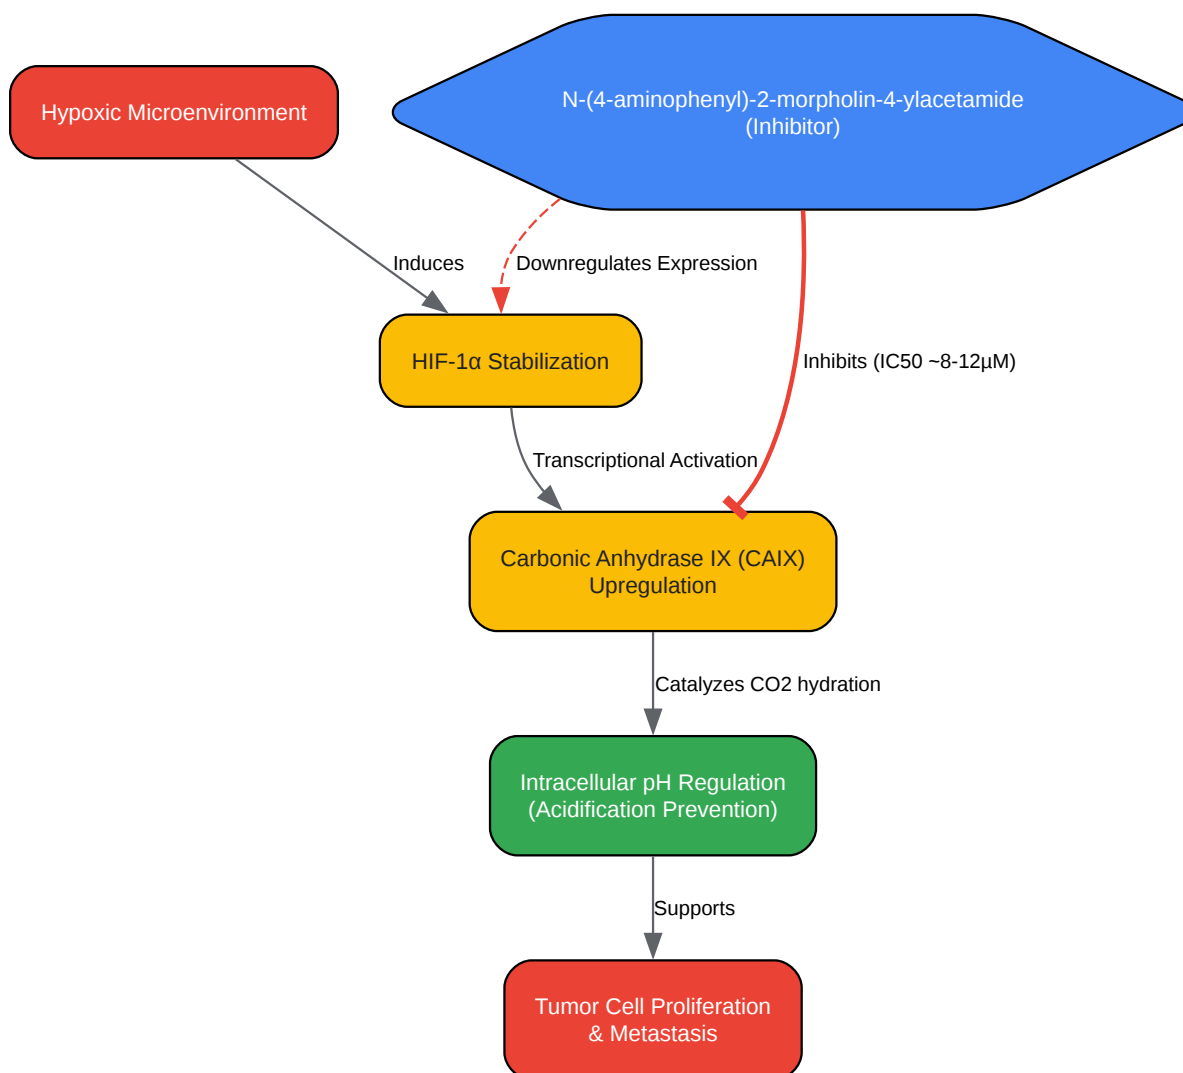 Hypoxic Microenvironment
N-(4-aminophenyl)-2-morpholin-4-ylacetamide
(Inhibitor)
Induces
Downregulates Expression
HIF-1α Stabilization
Inhibits (IC50 ~8-12µM)
Transcriptional Activation
Carbonic Anhydrase IX (CAIX)
Upregulation
Catalyzes CO2 hydration
Intracellular pH Regulation
(Acidification Prevention)
Supports
Tumor Cell Proliferation
& Metastasis